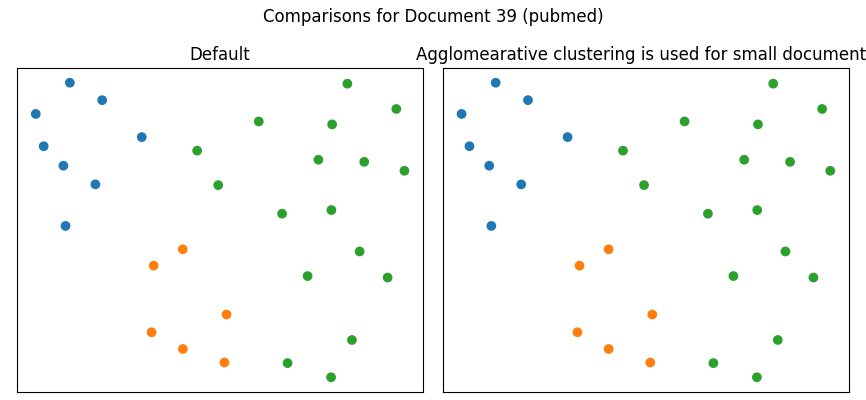 Comparisons for Document 39 (pubmed)
Default
Agglomearative clustering is used for small document